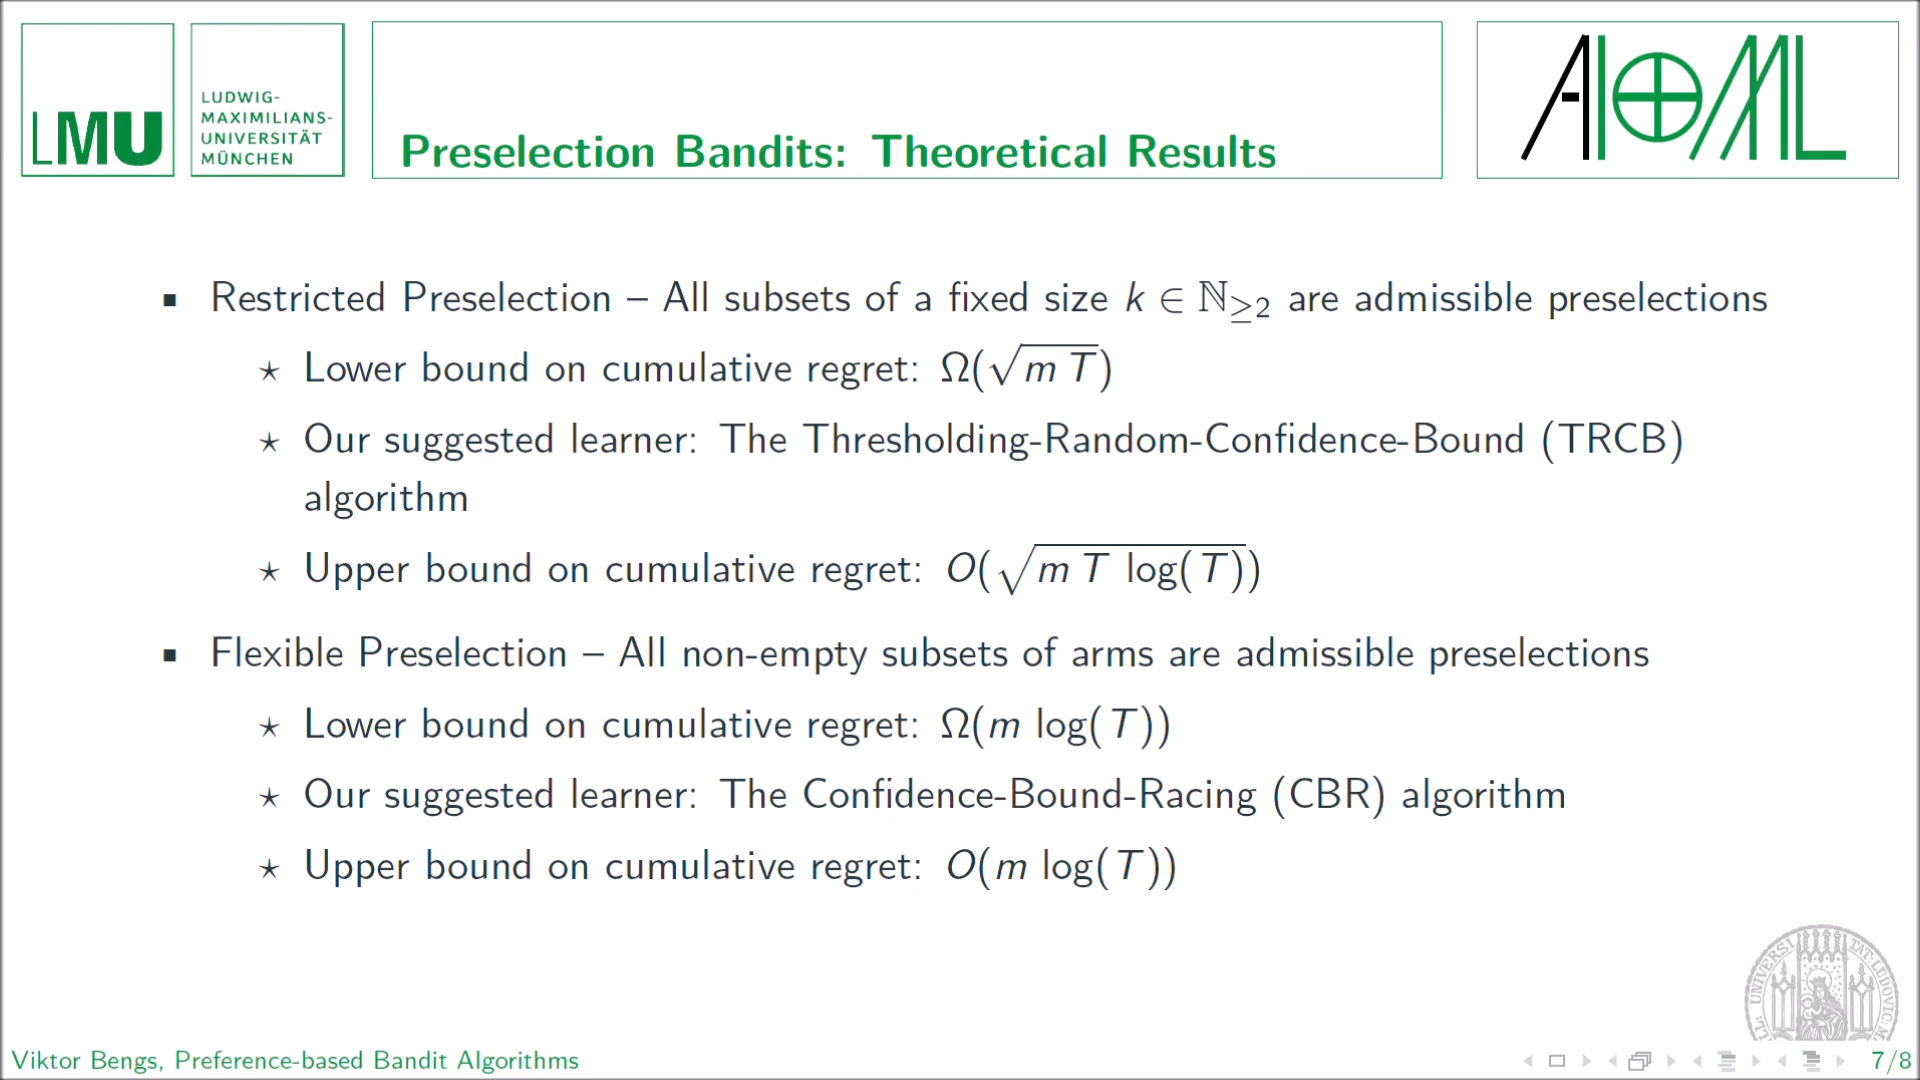 LMU
LUDWIG-
MAXIMILIANS-
UNIVERSITÄT
MÜNCHEN
Preselection Bandits: Theoretical Results
AIML
▪ Restricted Preselection – All subsets of a fixed size k ∈ ℕ≥2 are admissible preselections
⋆ Lower bound on cumulative regret: Ω(√(m T))
⋆ Our suggested learner: The Thresholding-Random-Confidence-Bound (TRCB)
algorithm
⋆ Upper bound on cumulative regret: O(√(m T log(T)))
▪ Flexible Preselection – All non-empty subsets of arms are admissible preselections
⋆ Lower bound on cumulative regret: Ω(m log(T))
⋆ Our suggested learner: The Confidence-Bound-Racing (CBR) algorithm
⋆ Upper bound on cumulative regret: O(m log(T))
Viktor Bengs, Preference-based Bandit Algorithms
7/8